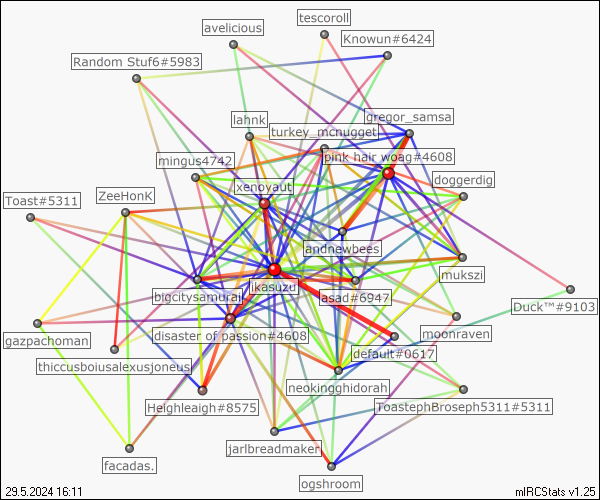 tescoroll
avelicious
Knowun#6424
Random Stuf6#5983
gregor_samsa
lahnk
turkey_mcnugget
pink hair woag#4608
mingus4742
doggerdig
xenoyaut
ZeeHonK
Toast#5311
andnewbees
mukszi
likasuzu
bigcitysamurai
asad#6947
Duck™#9103
gazpachoman
disaster of passion#4608
moonraven
default#0617
thiccusboiusalexusjoneus
neokingghidorah
Heighleaigh#8575
ToastephBroseph5311#5311
jarlbreadmaker
facadas.
ogshroom
29.5.2024 16:11
mIRCStats v1.25